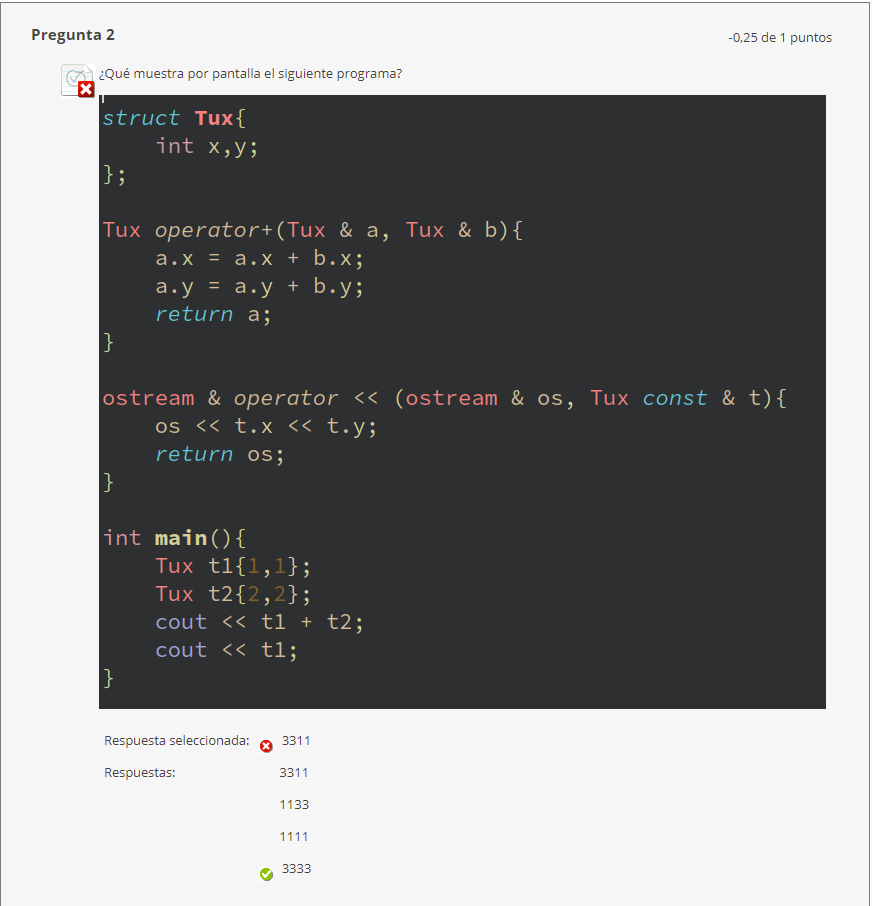 Pregunta 2
-0,25 de 1 puntos
¿Qué muestra por pantalla el siguiente programa?
struct Tux{
    int x,y;
};
Tux operator+(Tux & a, Tux & b){
    a.x = a.x + b.x;
    a.y = a.y + b.y;
    return a;
}
ostream & operator << (ostream & os, Tux const & t){
    os << t.x << t.y;
    return os;
}
int main(){
    Tux t1{1,1};
    Tux t2{2,2};
    cout << t1 + t2;
    cout << t1;
}
Respuesta seleccionada: 3311
Respuestas: 3311
1133
1111
3333